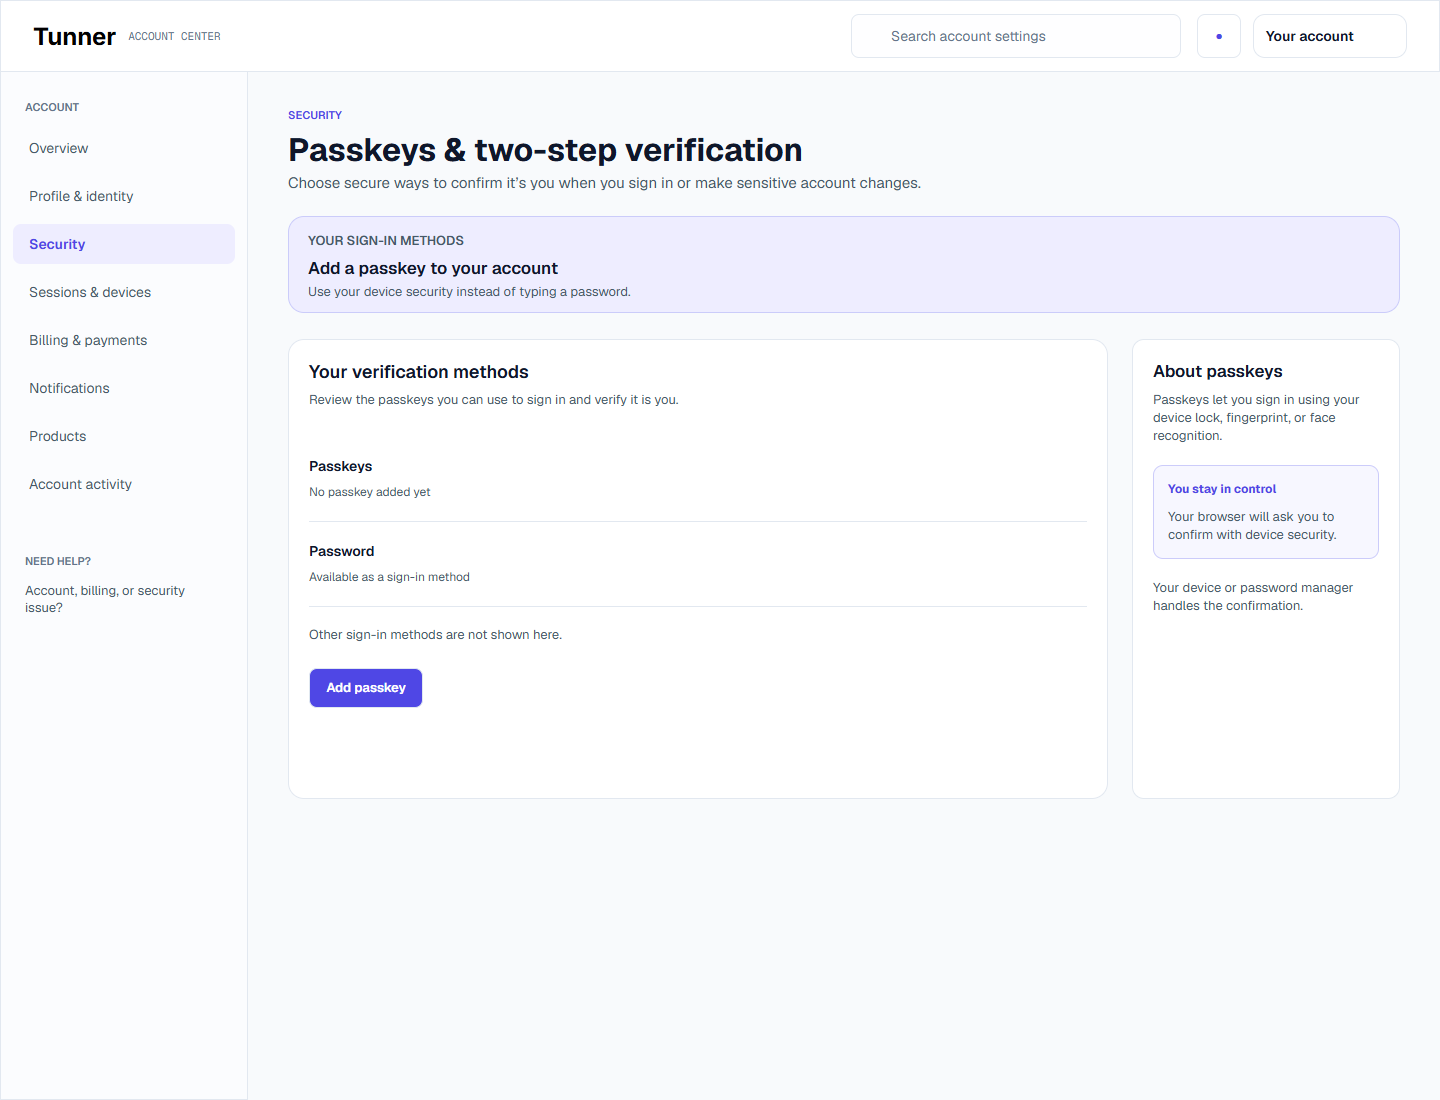 Tunner ACCOUNT CENTER
Search account settings
Your account
ACCOUNT
Overview
Profile & identity
Security
Sessions & devices
Billing & payments
Notifications
Products
Account activity
NEED HELP?
Account, billing, or security
issue?
SECURITY
Passkeys & two-step verification
Choose secure ways to confirm it’s you when you sign in or make sensitive account changes.
YOUR SIGN-IN METHODS
Add a passkey to your account
Use your device security instead of typing a password.
Your verification methods
Review the passkeys you can use to sign in and verify it is you.
Passkeys
No passkey added yet
Password
Available as a sign-in method
Other sign-in methods are not shown here.
Add passkey
About passkeys
Passkeys let you sign in using your
device lock, fingerprint, or face
recognition.
You stay in control
Your browser will ask you to
confirm with device security.
Your device or password manager
handles the confirmation.